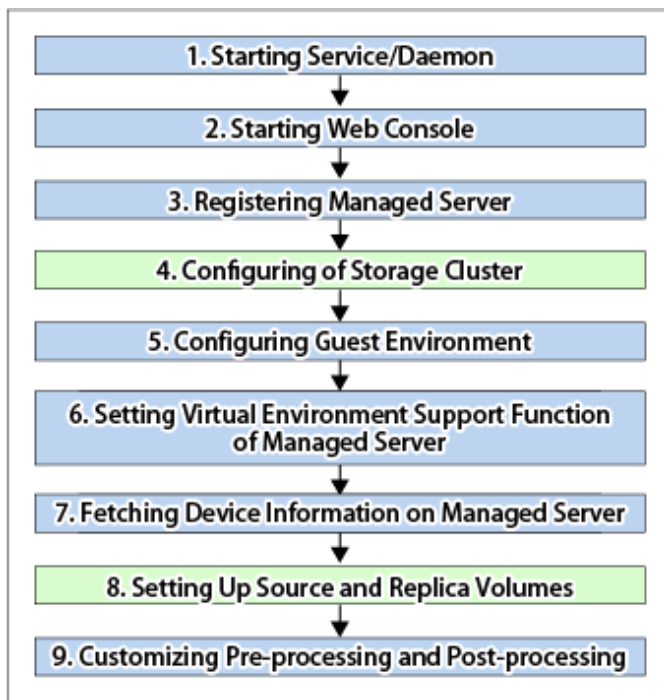 1. Starting Service/Daemon
2. Starting Web Console
3. Registering Managed Server
4. Configuring of Storage Cluster
5. Configuring Guest Environment
6. Setting Virtual Environment Support Function
of Managed Server
7. Fetching Device Information on Managed Server
8. Setting Up Source and Replica Volumes
9. Customizing Pre-processing and Post-processing